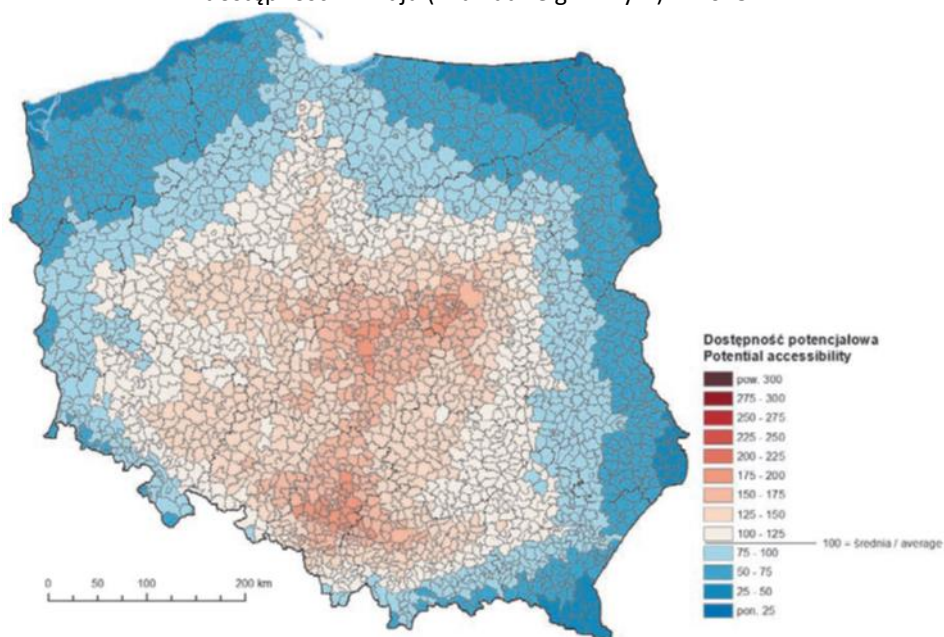 Dostępność potencjałowa
Potential accessibility
pow. 300
275 - 300
250 - 275
225 - 250
200 - 225
175 - 200
150 - 175
125 - 150
100 - 125
100 = średnia / average
75 - 100
50 - 75
25 - 50
pon. 25
0 50 100 200 km